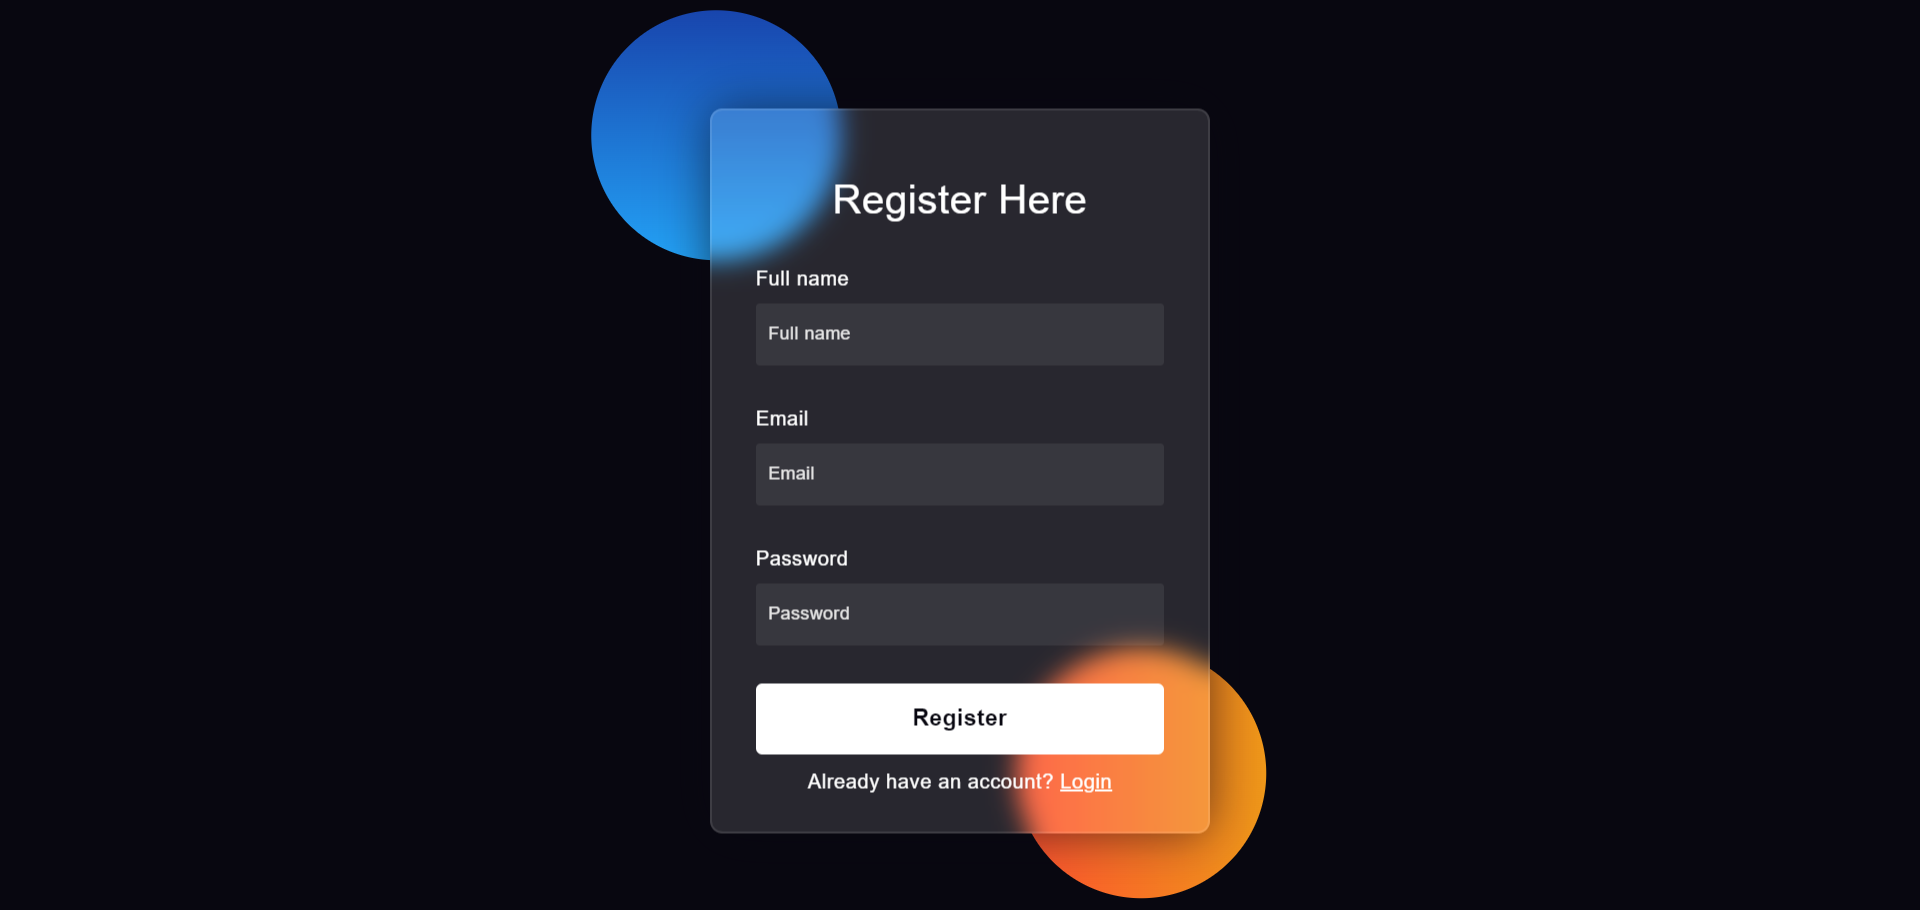 Register Here
Full name
Full name
Email
Email
Password
Password
Register
Already have an account? Login